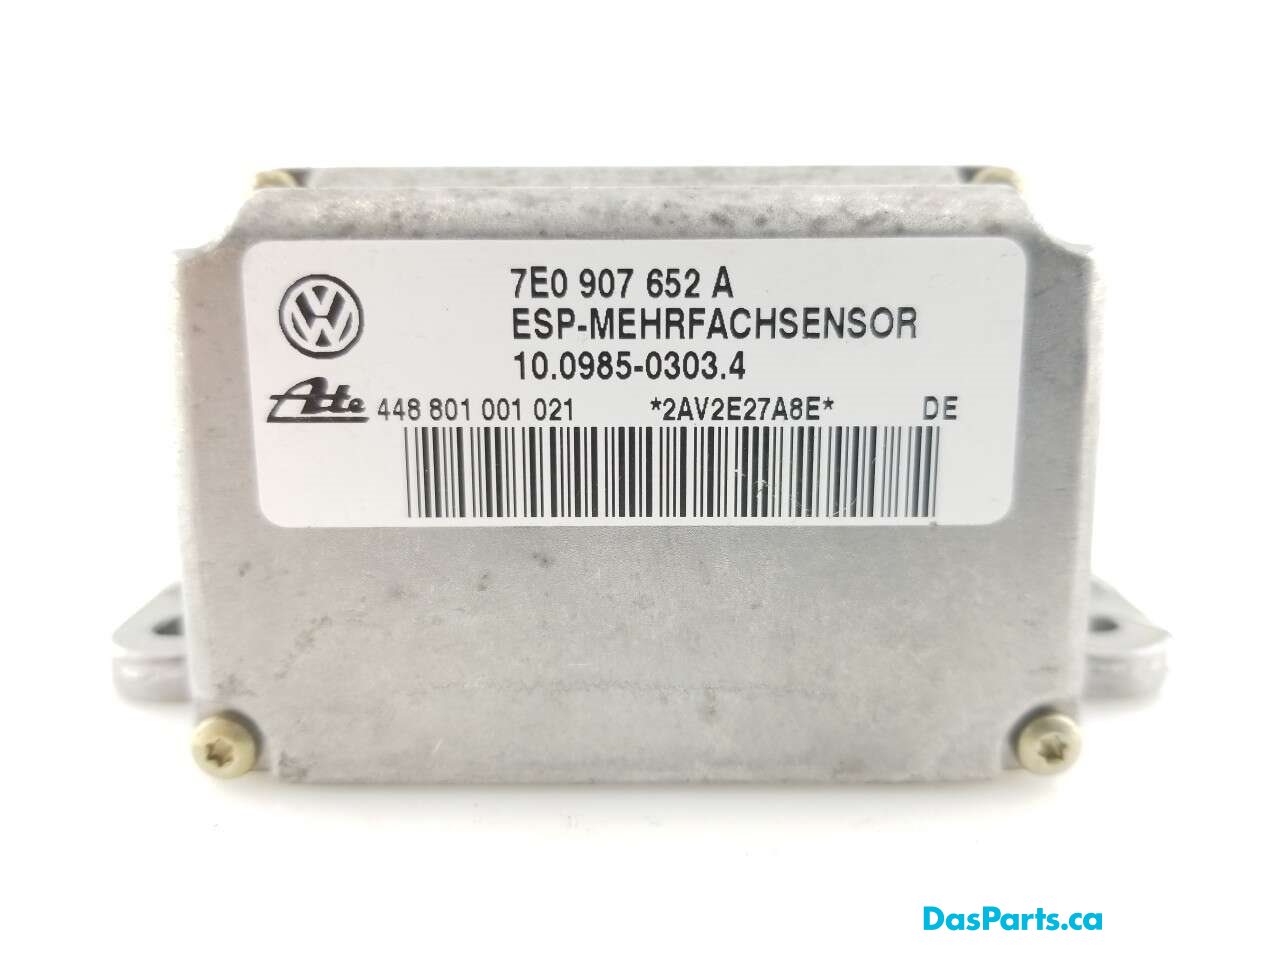 7E0 907 652 A
ESP-MEHRFACHSENSOR
10.0985-0303.4
Ate 448 801 001 021 *2AV2E27A8E* DE
DasParts.ca